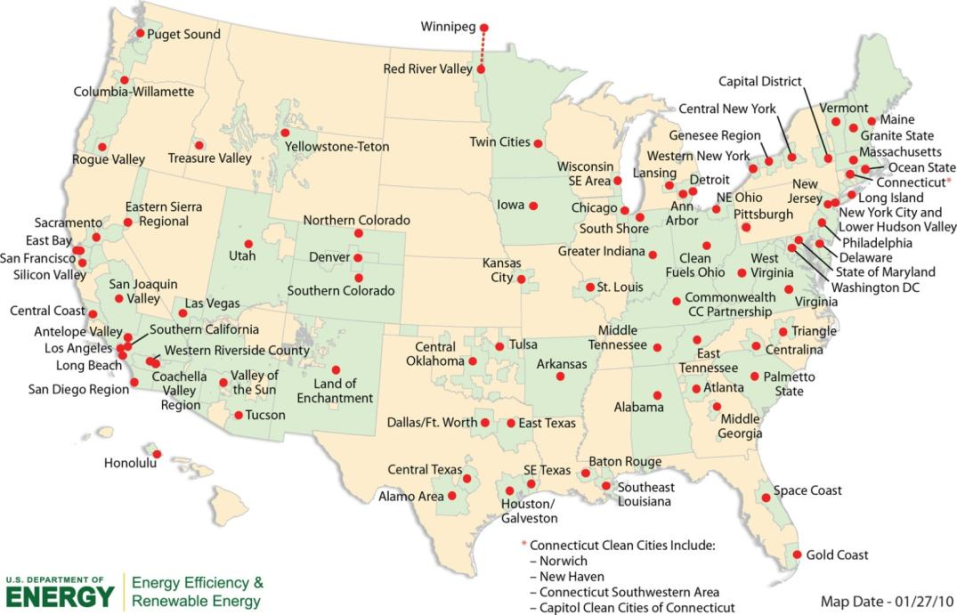 Winnipeg
Puget Sound
Red River Valley
Columbia-Willamette
Capital District
Central New York
Vermont
Maine
Genesee Region
Granite State
Rogue Valley
Treasure Valley
Yellowstone-Teton
Twin Cities
Western New York
Massachusetts
Wisconsin
SE Area
Lansing
Detroit
Ocean State
Connecticut*
Ann
Arbor
NE Ohio
New
Jersey
Long Island
Iowa
Chicago
South Shore
Pittsburgh
New York City and
Lower Hudson Valley
Eastern Sierra
Regional
Northern Colorado
Sacramento
East Bay
San Francisco
Silicon Valley
Utah
Denver
Southern Colorado
Kansas
City
St. Louis
Greater Indiana
Clean
Fuels Ohio
West
Virginia
Philadelphia
Delaware
State of Maryland
Washington DC
Virginia
San Joaquin
Valley
Las Vegas
Central Coast
Commonwealth
CC Partnership
Antelope Valley
Southern California
Los Angeles
Western Riverside County
Long Beach
San Diego Region
Coachella
Valley
Region
Valley of
the Sun
Tucson
Land of
Enchantment
Central
Oklahoma
Tulsa
Arkansas
Middle
Tennessee
East
Tennessee
Triangle
Centralina
Palmetto
State
Atlanta
Alabama
Middle
Georgia
Dallas/Ft. Worth
East Texas
Honolulu
Central Texas
Alamo Area
SE Texas
Houston/
Galveston
Baton Rouge
Southeast
Louisiana
Space Coast
Gold Coast
* Connecticut Clean Cities Include:
– Norwich
– New Haven
– Connecticut Southwestern Area
– Capitol Clean Cities of Connecticut
U.S. DEPARTMENT OF
ENERGY
Energy Efficiency &
Renewable Energy
Map Date - 01/27/10